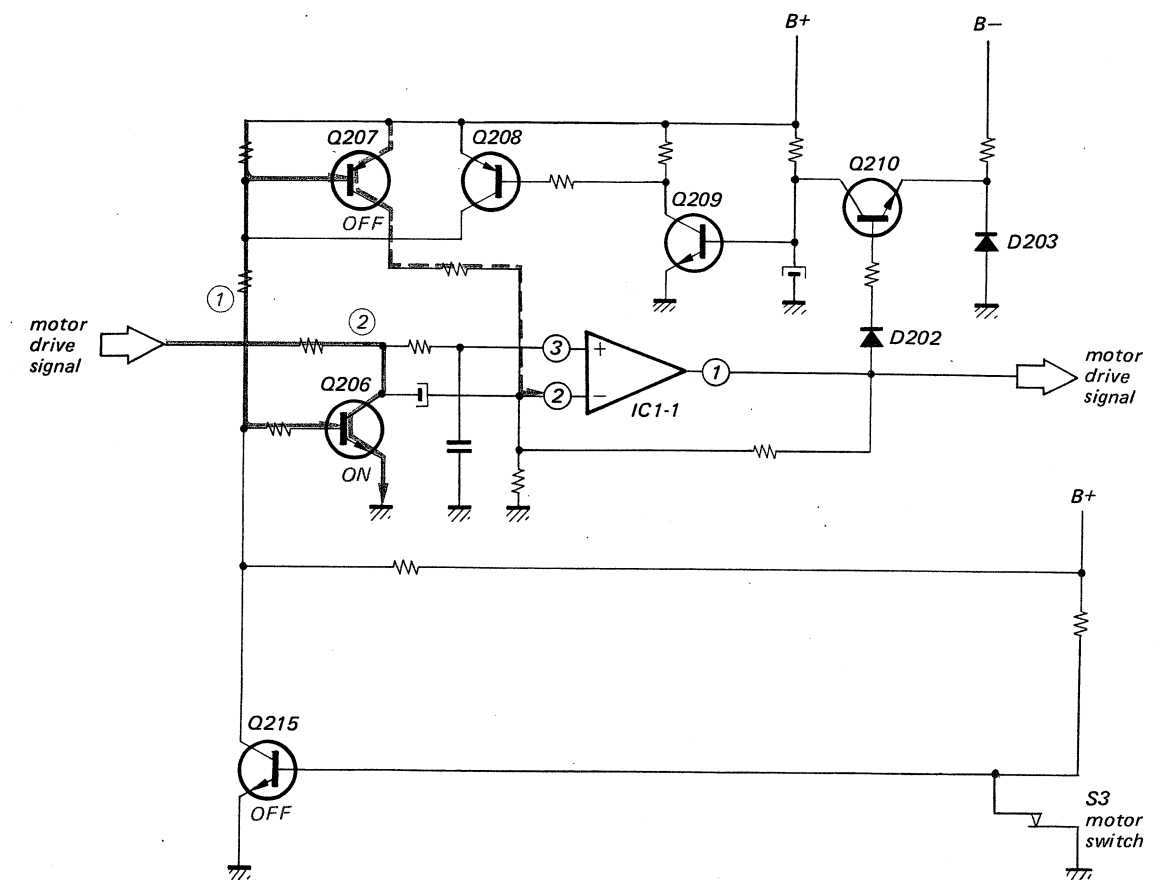 B+
B−
Q207
Q208
Q210
Q209
OFF
D203
1
2
motor
drive
signal
D202
3
+
1
motor
drive
signal
Q206
2
−
IC1-1
ON
B+
Q215
OFF
S3
motor
switch